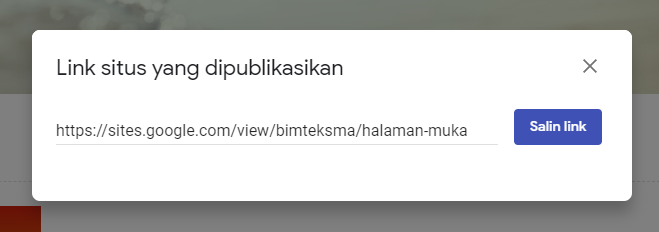 Link situs yang dipublikasikan
https://sites.google.com/view/bimteksma/halaman-muka
Salin link